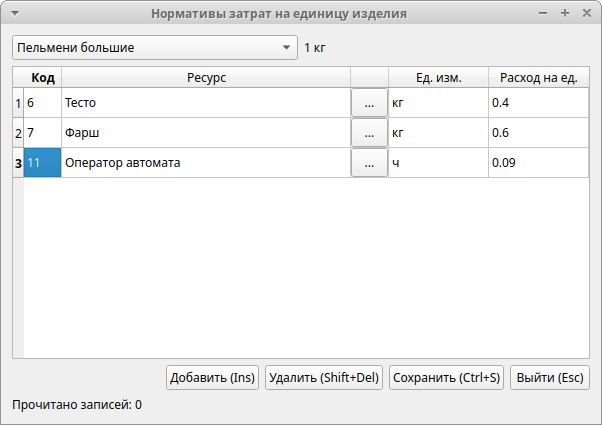 Нормативы затрат на единицу изделия
Пельмени большие 1 кг
Код Ресурс Ед. изм. Расход на ед.
1 6 Тесто ... кг 0.4
2 7 Фарш ... кг 0.6
3 11 Оператор автомата ... ч 0.09
Добавить (Ins) Удалить (Shift+Del) Сохранить (Ctrl+S) Выйти (Esc)
Прочитано записей: 0